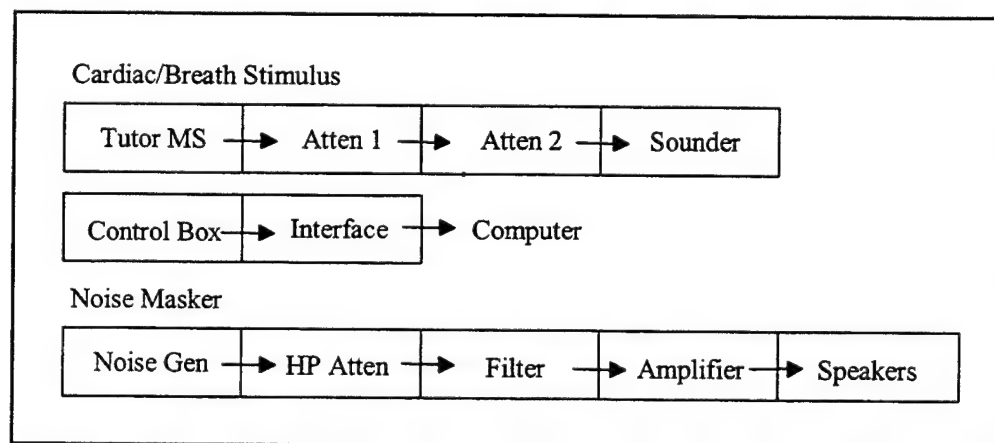 Cardiac/Breath Stimulus
Tutor MS Atten 1 Atten 2 Sounder
Control Box Interface Computer
Noise Masker
Noise Gen HP Atten Filter Amplifier Speakers